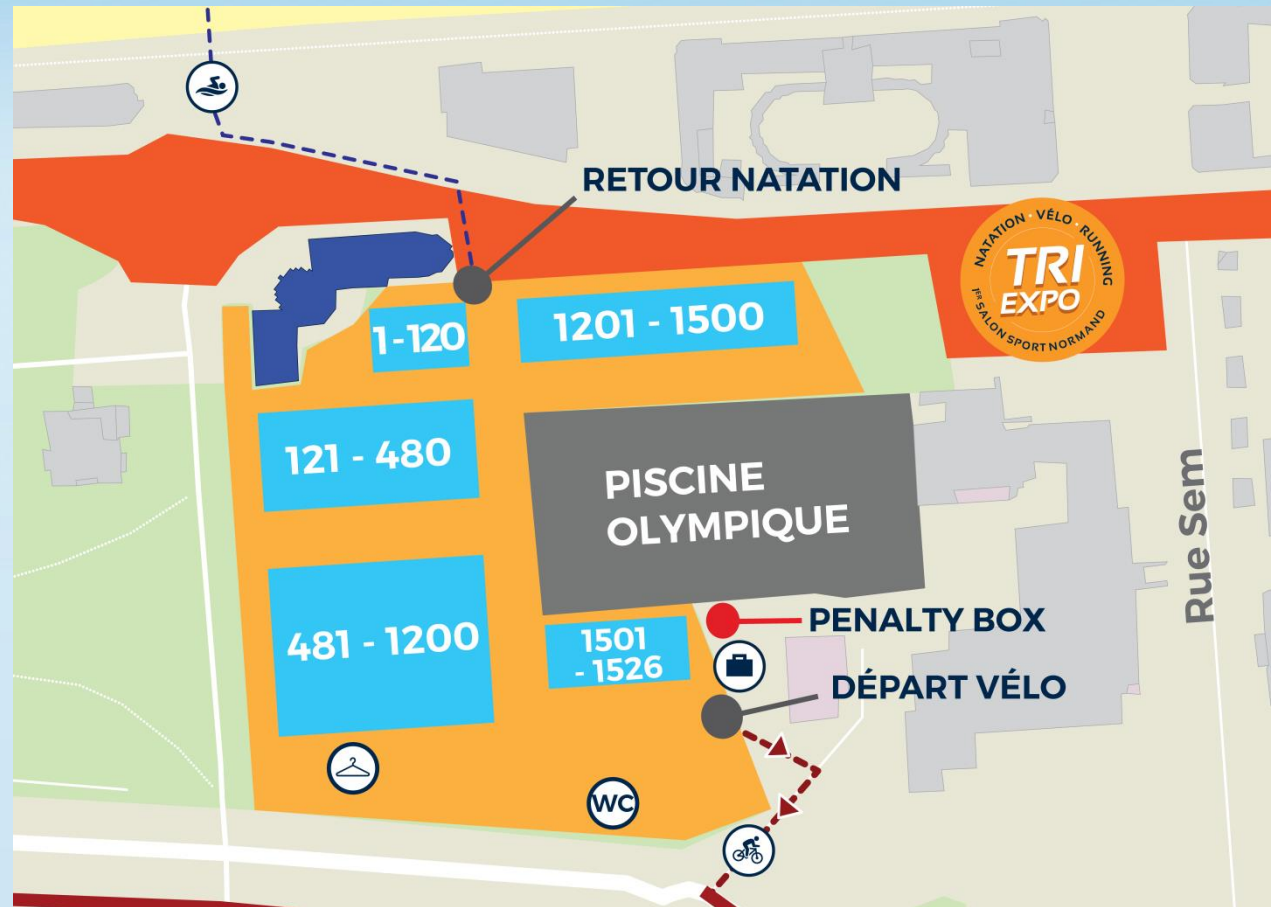 RETOUR NATATION
NATATION · VÉLO · RUNNING
TRI
EXPO
1ER SALON SPORT NORMAND
1-120
1201 - 1500
121 - 480
PISCINE
OLYMPIQUE
Rue Sem
481 - 1200
1501
- 1526
PENALTY BOX
DÉPART VÉLO
WC